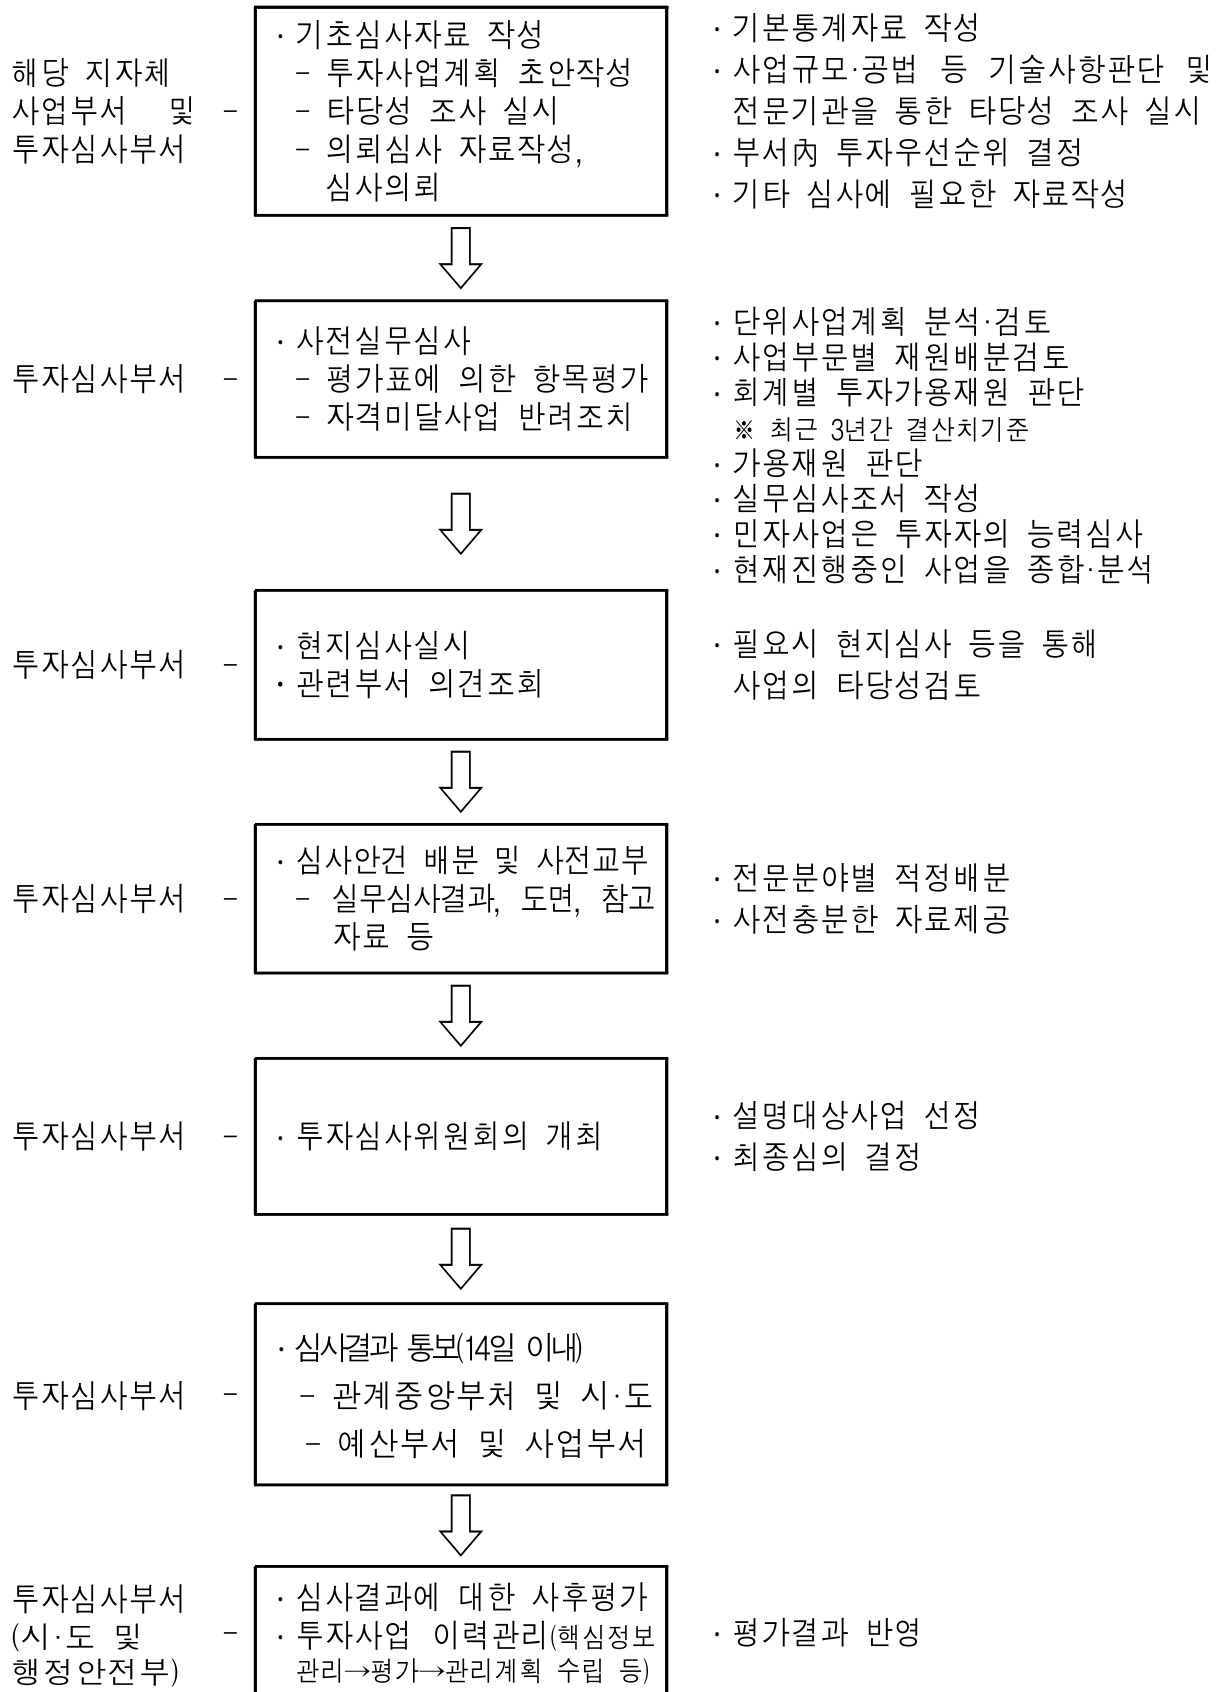 해당 지자체
사업부서 및 -
투자심사부서
· 기초심사자료 작성
- 투자사업계획 초안작성
- 타당성 조사 실시
- 의뢰심사 자료작성,
심사의뢰
· 기본통계자료 작성
· 사업규모·공법 등 기술사항판단 및
전문기관을 통한 타당성 조사 실시
· 부서內 투자우선순위 결정
· 기타 심사에 필요한 자료작성
투자심사부서 -
· 사전실무심사
- 평가표에 의한 항목평가
- 자격미달사업 반려조치
· 단위사업계획 분석·검토
· 사업부문별 재원배분검토
· 회계별 투자가용재원 판단
※ 최근 3년간 결산치기준
· 가용재원 판단
· 실무심사조서 작성
· 민자사업은 투자자의 능력심사
· 현재진행중인 사업을 종합·분석
투자심사부서 -
· 현지심사실시
· 관련부서 의견조회
· 필요시 현지심사 등을 통해
사업의 타당성검토
투자심사부서 -
· 심사안건 배분 및 사전교부
- 실무심사결과, 도면, 참고
자료 등
· 전문분야별 적정배분
· 사전충분한 자료제공
투자심사부서 -
· 투자심사위원회의 개최
· 설명대상사업 선정
· 최종심의 결정
투자심사부서 -
· 심사결과 통보(14일 이내)
- 관계중앙부처 및 시·도
- 예산부서 및 사업부서
투자심사부서
(시·도 및 -
행정안전부)
· 심사결과에 대한 사후평가
· 투자사업 이력관리(핵심정보
관리→평가→관리계획 수립 등)
· 평가결과 반영